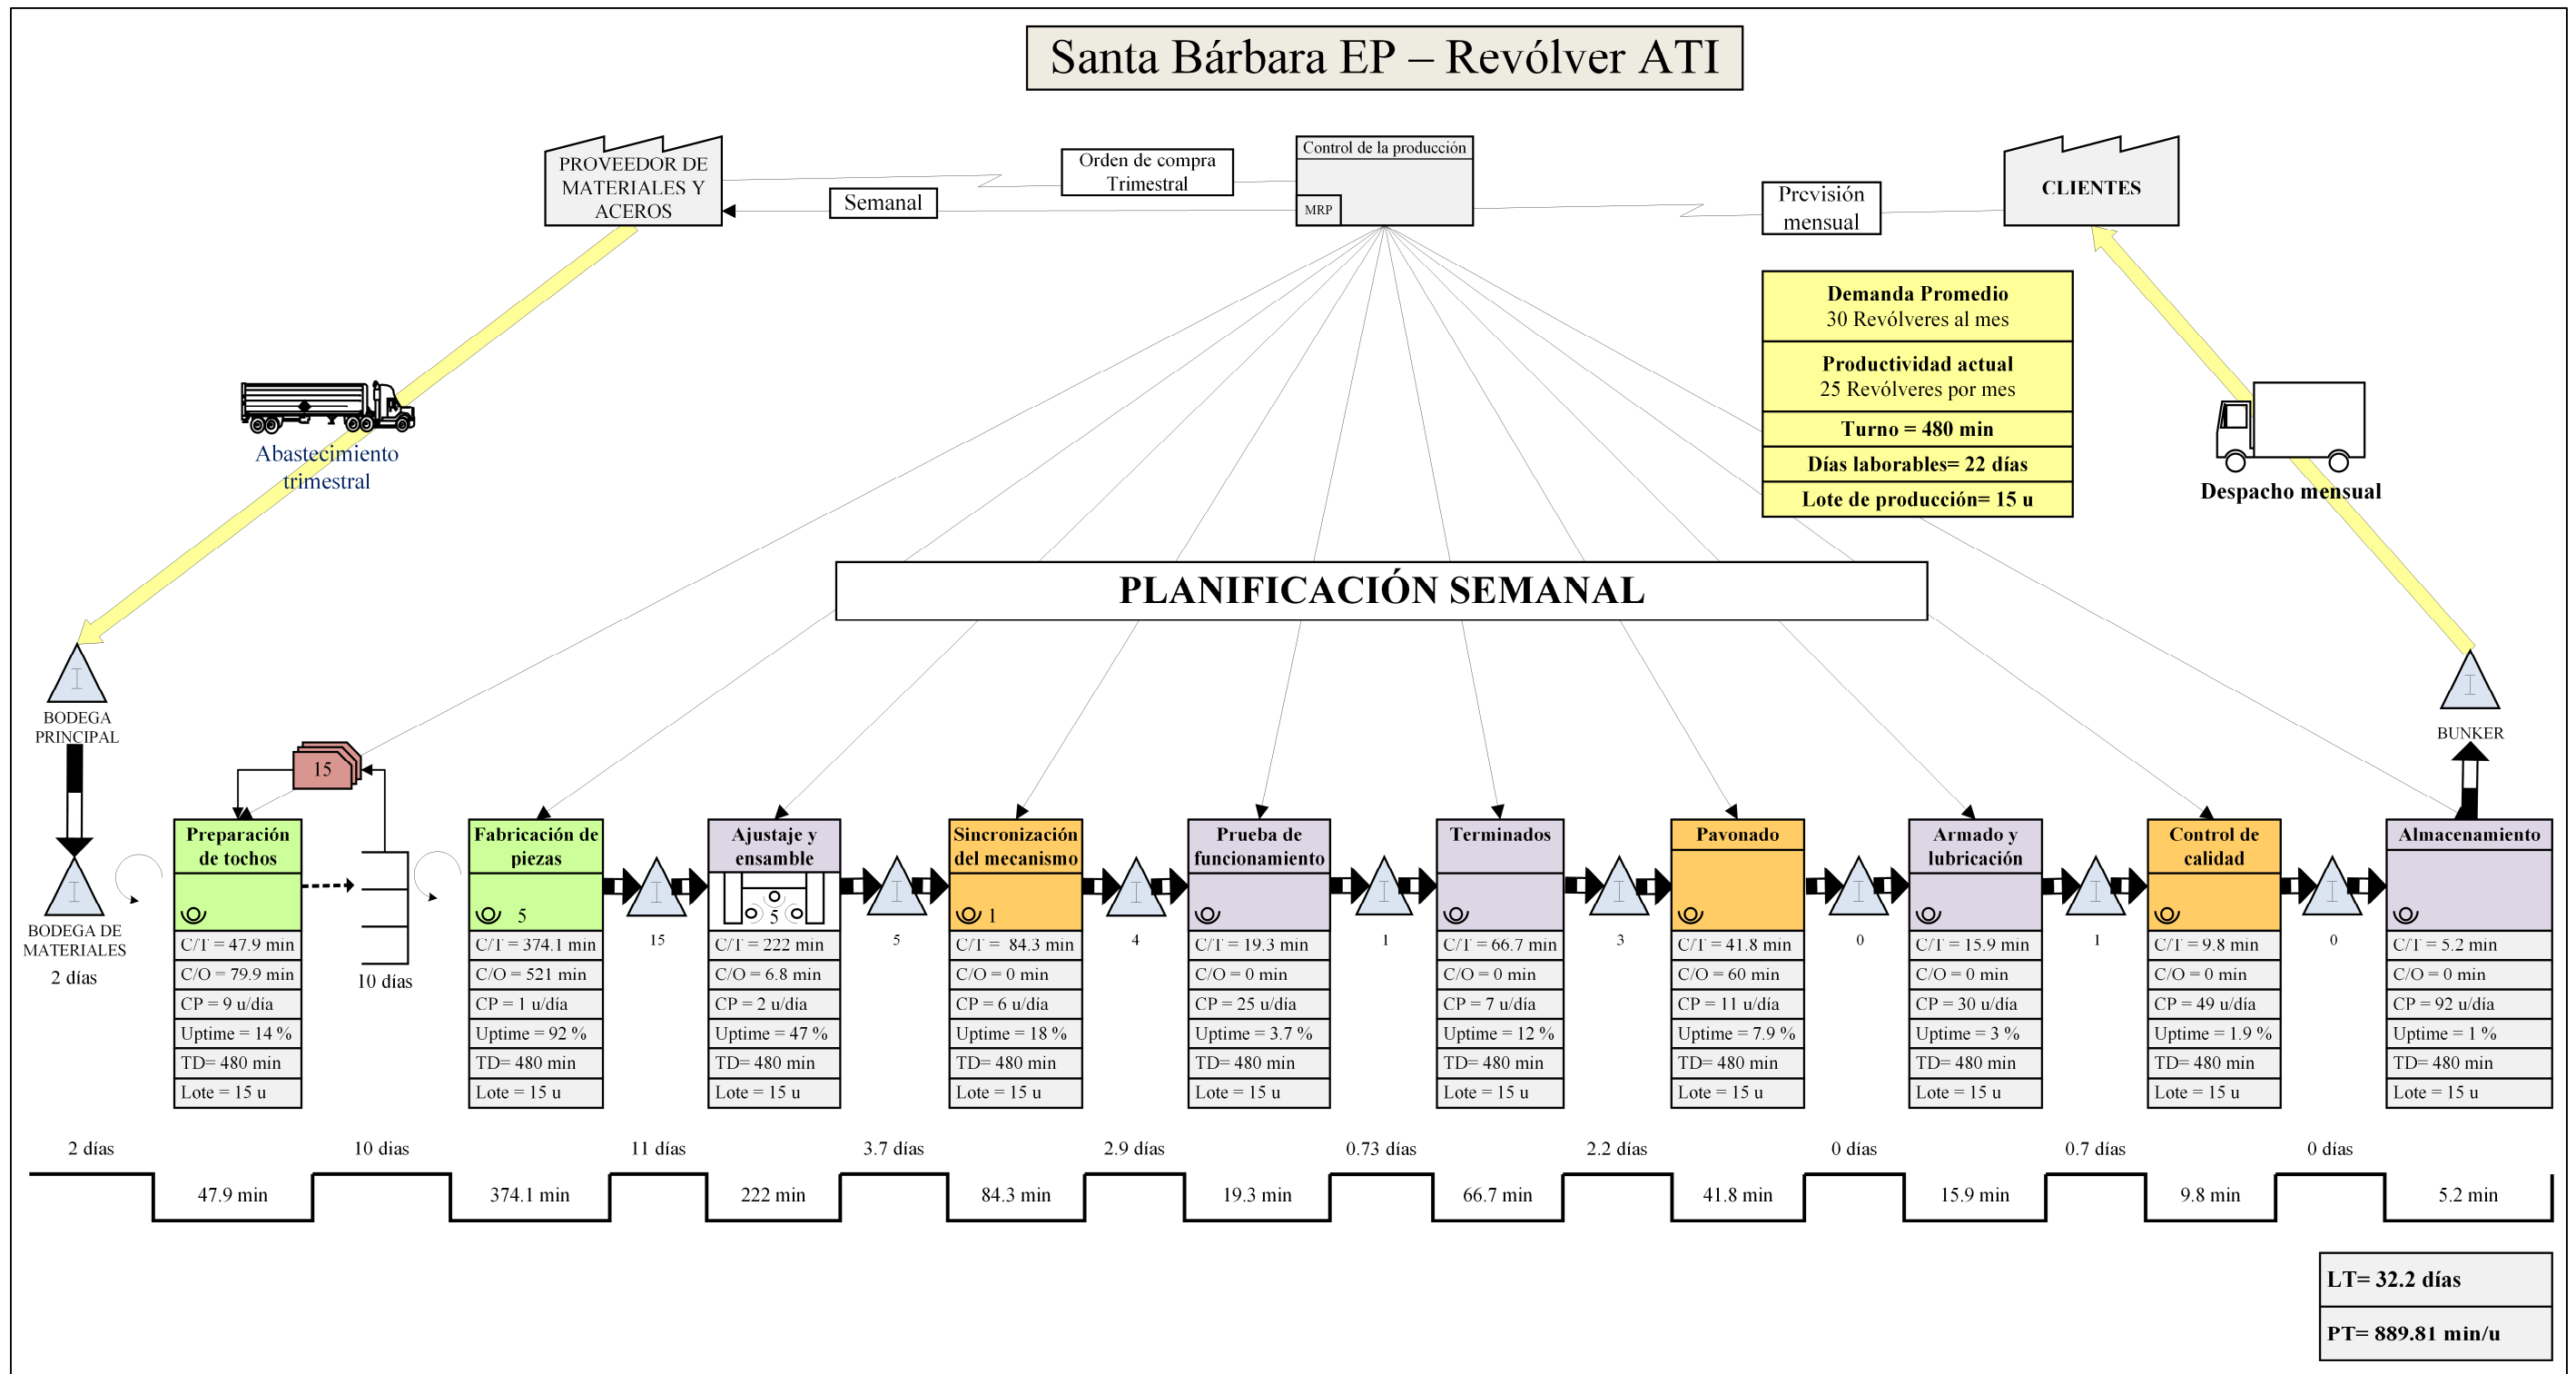 Santa Bárbara EP – Revólver ATI
PROVEEDOR DE
MATERIALES Y
ACEROS
Orden de compra
Trimestral
Semanal
Control de la producción
MRP
Previsión
mensual
CLIENTES
Demanda Promedio
30 Revólveres al mes
Productividad actual
25 Revólveres por mes
Turno = 480 min
Días laborables= 22 días
Lote de producción= 15 u
Abastecimiento
trimestral
Despacho mensual
PLANIFICACIÓN SEMANAL
I
BODEGA
PRINCIPAL
I
BUNKER
15
I
BODEGA DE
MATERIALES
2 días
Preparación
de tochos
C/T = 47.9 min
C/O = 79.9 min
CP = 9 u/día
Uptime = 14 %
TD= 480 min
Lote = 15 u
10 días
Fabricación de
piezas
5
C/T = 374.1 min
C/O = 521 min
CP = 1 u/día
Uptime = 92 %
TD= 480 min
Lote = 15 u
I
15
Ajustaje y
ensamble
5
C/T = 222 min
C/O = 6.8 min
CP = 2 u/día
Uptime = 47 %
TD= 480 min
Lote = 15 u
I
5
Sincronización
del mecanismo
1
C/T =  84.3 min
C/O = 0 min
CP = 6 u/día
Uptime = 18 %
TD= 480 min
Lote = 15 u
I
4
Prueba de
funcionamiento
C/T = 19.3 min
C/O = 0 min
CP = 25 u/día
Uptime = 3.7 %
TD= 480 min
Lote = 15 u
I
1
Terminados
C/T = 66.7 min
C/O = 0 min
CP = 7 u/día
Uptime = 12 %
TD= 480 min
Lote = 15 u
I
3
Pavonado
C/T = 41.8 min
C/O = 60 min
CP = 11 u/día
Uptime = 7.9 %
TD= 480 min
Lote = 15 u
I
0
Armado y
lubricación
C/T = 15.9 min
C/O = 0 min
CP = 30 u/día
Uptime = 3 %
TD= 480 min
Lote = 15 u
I
1
Control de
calidad
C/T = 9.8 min
C/O = 0 min
CP = 49 u/día
Uptime = 1.9 %
TD= 480 min
Lote = 15 u
I
0
Almacenamiento
C/T = 5.2 min
C/O = 0 min
CP = 92 u/día
Uptime = 1 %
TD= 480 min
Lote = 15 u
2 días 10 días 11 días 3.7 días 2.9 días 0.73 días 2.2 días 0 días 0.7 días 0 días
47.9 min 374.1 min 222 min 84.3 min 19.3 min 66.7 min 41.8 min 15.9 min 9.8 min 5.2 min
LT= 32.2 días
PT= 889.81 min/u